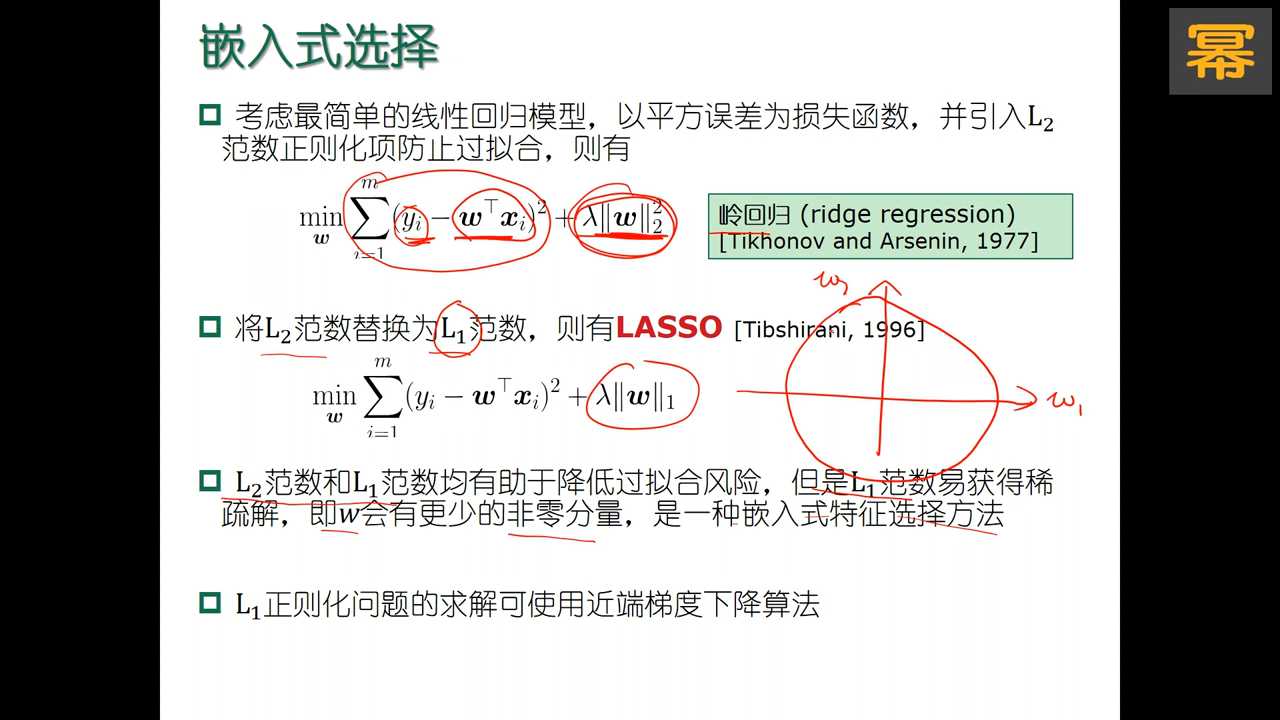 嵌入式选择
幂
考虑最简单的线性回归模型，以平方误差为损失函数，并引入L₂
范数正则化项防止过拟合，则有
min_w ∑_{i=1}^{m} (y_i − w^⊤x_i)² + λ‖w‖₂²
岭回归 (ridge regression)
[Tikhonov and Arsenin, 1977]
将L₂范数替换为L₁范数，则有LASSO [Tibshirani, 1996]
min_w ∑_{i=1}^{m} (y_i − w^⊤x_i)² + λ‖w‖₁
w₁
L₂范数和L₁范数均有助于降低过拟合风险，但是L₁范数易获得稀
疏解，即w会有更少的非零分量，是一种嵌入式特征选择方法
L₁正则化问题的求解可使用近端梯度下降算法